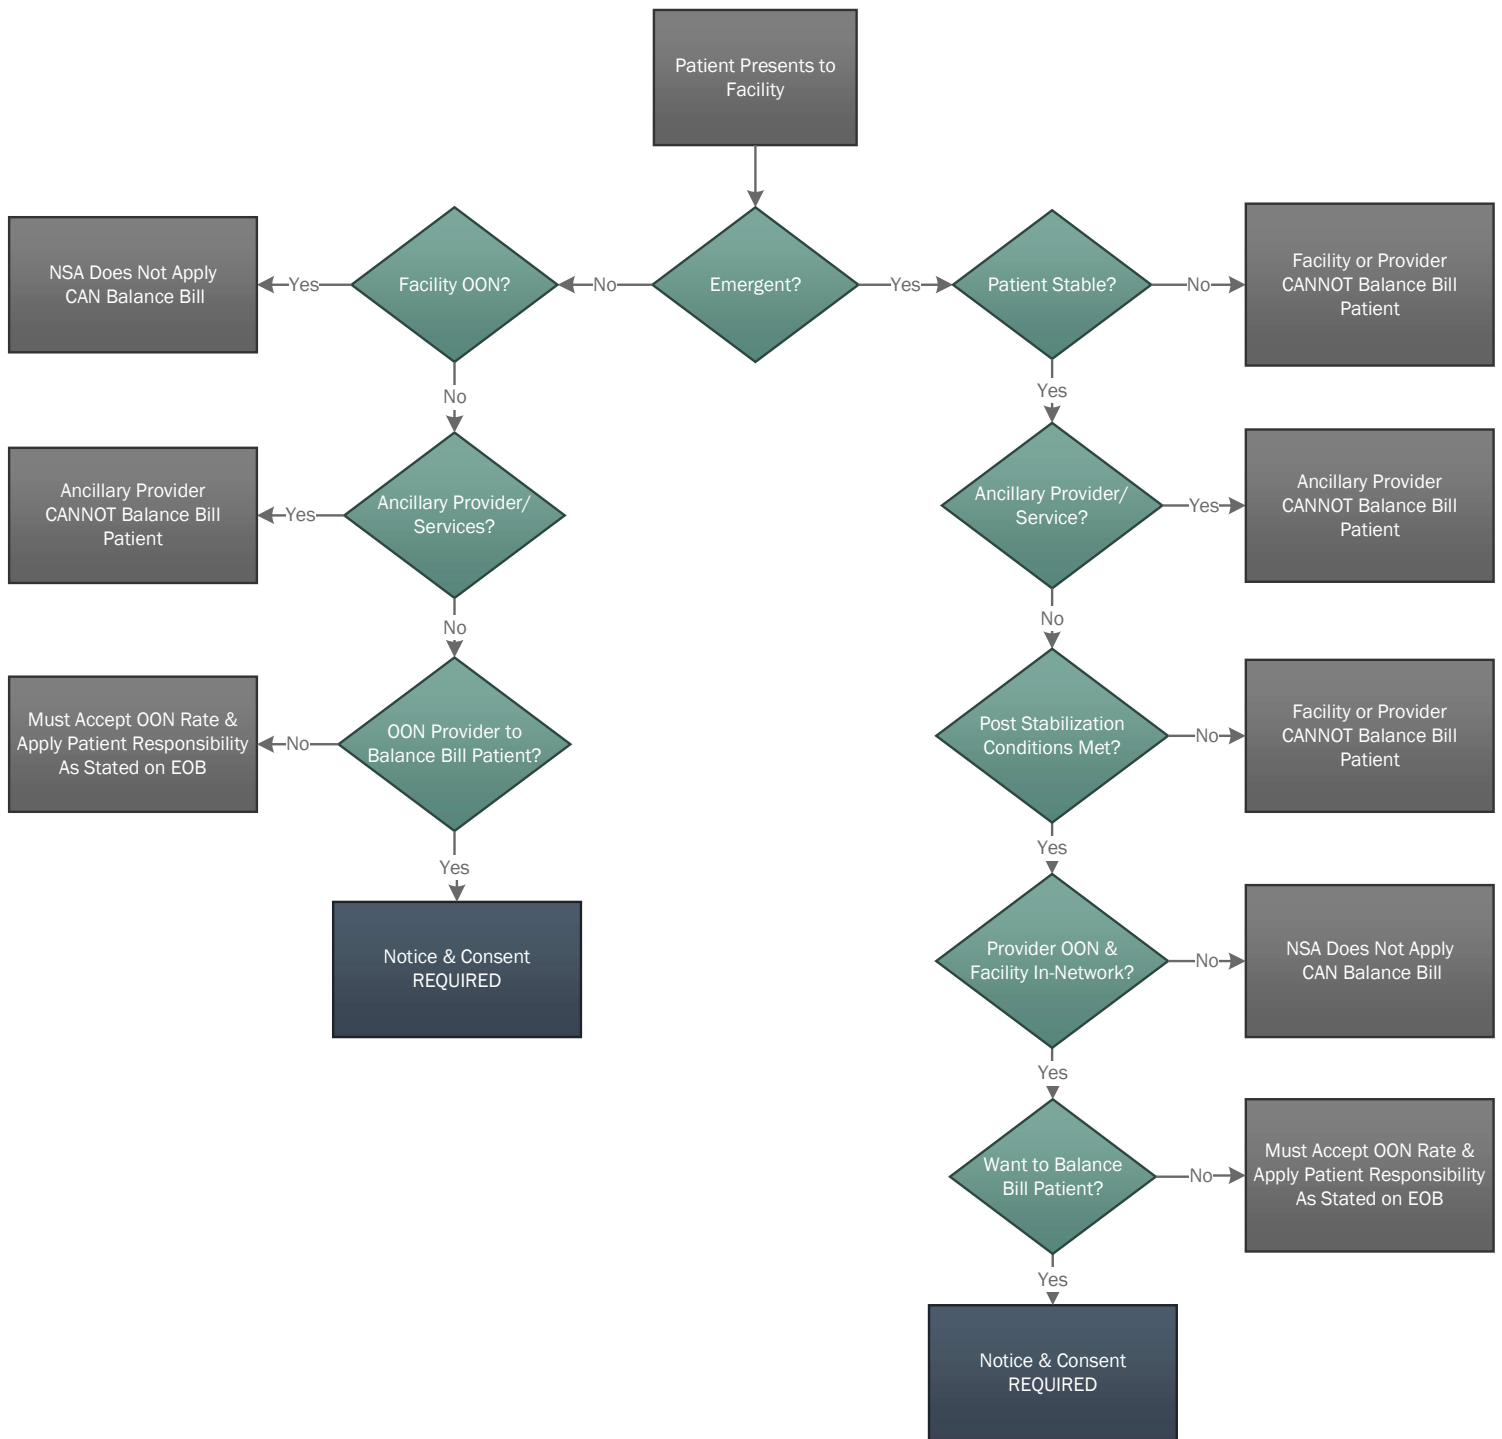 Patient Presents to
Facility
NSA Does Not Apply
CAN Balance Bill
Yes
Facility OON?
No
Emergent?
Yes
Patient Stable?
No
Facility or Provider
CANNOT Balance Bill
Patient
No
Yes
Ancillary Provider
CANNOT Balance Bill
Patient
Yes
Ancillary Provider/
Services?
Ancillary Provider/
Service?
Yes
Ancillary Provider
CANNOT Balance Bill
Patient
No
No
Must Accept OON Rate &
Apply Patient Responsibility
As Stated on EOB
No
OON Provider to
Balance Bill Patient?
Post Stabilization
Conditions Met?
No
Facility or Provider
CANNOT Balance Bill
Patient
Yes
Yes
Notice & Consent
REQUIRED
Provider OON &
Facility In-Network?
No
NSA Does Not Apply
CAN Balance Bill
Yes
Want to Balance
Bill Patient?
No
Must Accept OON Rate &
Apply Patient Responsibility
As Stated on EOB
Yes
Notice & Consent
REQUIRED